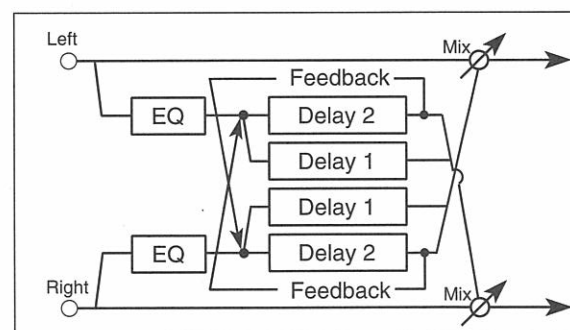 Left
Mix
Feedback
EQ
Delay 2
Delay 1
Delay 1
EQ
Delay 2
Right
Feedback
Mix